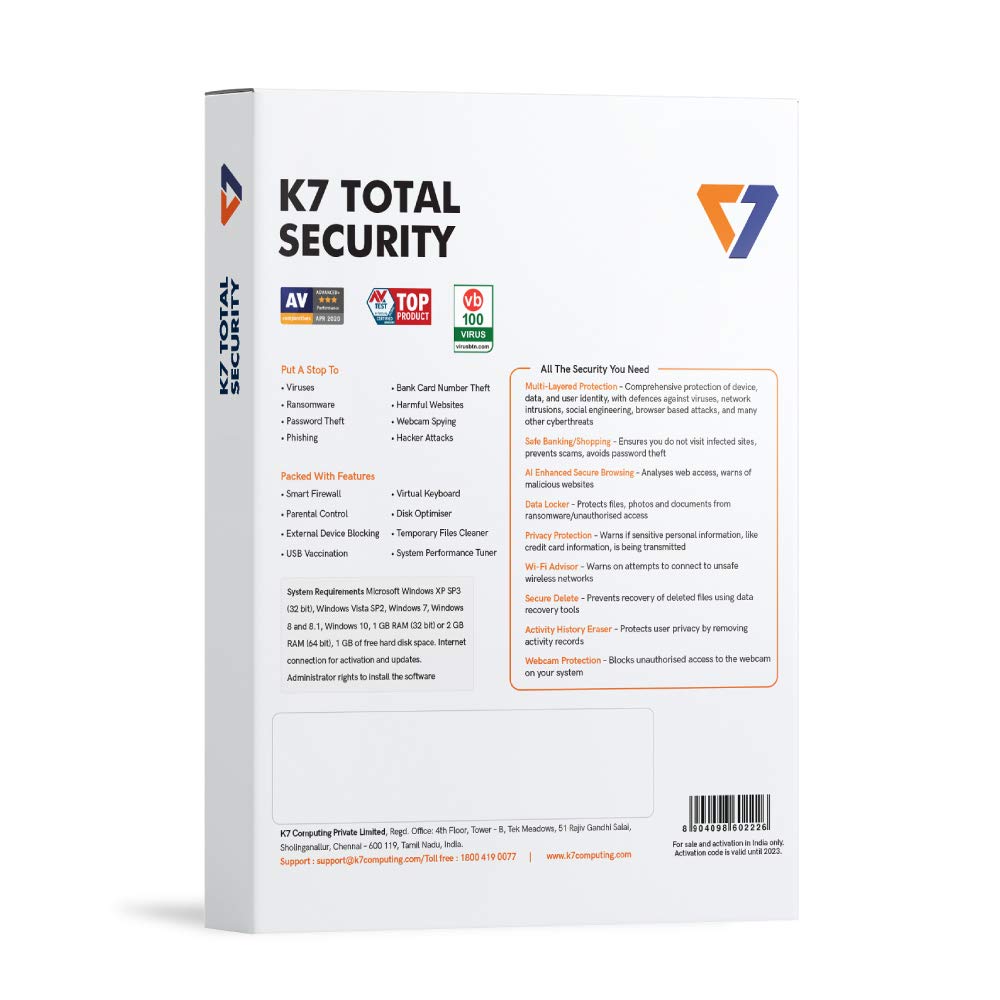 K7 TOTAL
SECURITY
K7 TOTAL
SECURITY
AV
comparatives
ADVANCED+
Performance
APR 2020
AV
TEST
TOP
PRODUCT
vb
100
VIRUS
virusbtn.com
Put A Stop To
• Viruses
• Ransomware
• Password Theft
• Phishing
• Bank Card Number Theft
• Harmful Websites
• Webcam Spying
• Hacker Attacks
Packed With Features
• Smart Firewall
• Parental Control
• External Device Blocking
• USB Vaccination
• Virtual Keyboard
• Disk Optimiser
• Temporary Files Cleaner
• System Performance Tuner
System Requirements Microsoft Windows XP SP3
(32 bit), Windows Vista SP2, Windows 7, Windows
8 and 8.1, Windows 10, 1 GB RAM (32 bit) or 2 GB
RAM (64 bit), 1 GB of free hard disk space. Internet
connection for activation and updates.
Administrator rights to install the software
All The Security You Need
Multi-Layered Protection – Comprehensive protection of device,
data, and user identity, with defences against viruses, network
intrusions, social engineering, browser based attacks, and many
other cyberthreats
Safe Banking/Shopping – Ensures you do not visit infected sites,
prevents scams, avoids password theft
AI Enhanced Secure Browsing – Analyses web access, warns of
malicious websites
Data Locker – Protects files, photos and documents from
ransomware/unauthorised access
Privacy Protection – Warns if sensitive personal information, like
credit card information, is being transmitted
Wi-Fi Advisor – Warns on attempts to connect to unsafe
wireless networks
Secure Delete – Prevents recovery of deleted files using data
recovery tools
Activity History Eraser – Protects user privacy by removing
activity records
Webcam Protection – Blocks unauthorised access to the webcam
on your system
K7 Computing Private Limited, Regd. Office: 4th Floor, Tower – B, Tek Meadows, 51 Rajiv Gandhi Salai,
Sholinganallur, Chennai – 600 119, Tamil Nadu, India.
Support : support@k7computing.com/Toll free : 1800 419 0077 | www.k7computing.com
8 904098 602226
For sale and activation in India only.
Activation code is valid until 2023.